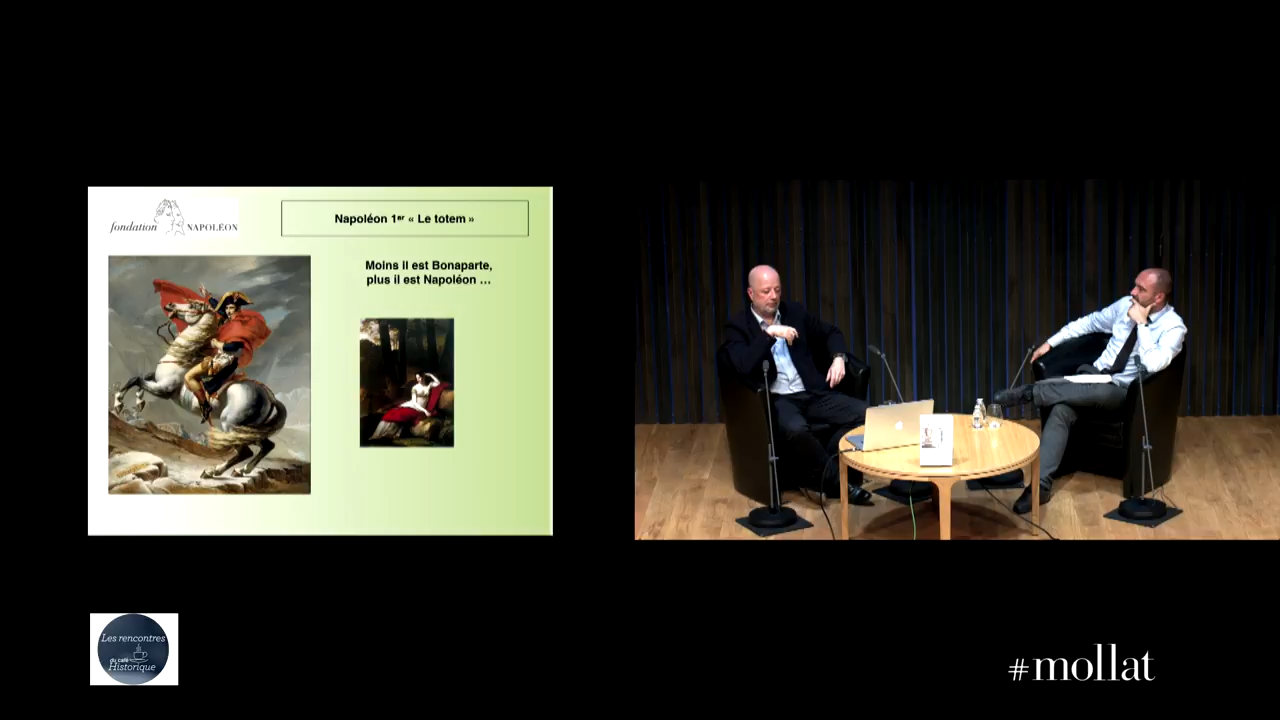 fondation NAPOLÉON
Napoléon 1er « Le totem »
Moins il est Bonaparte,
plus il est Napoléon ...
Les rencontres
du café
Historique
#mollat